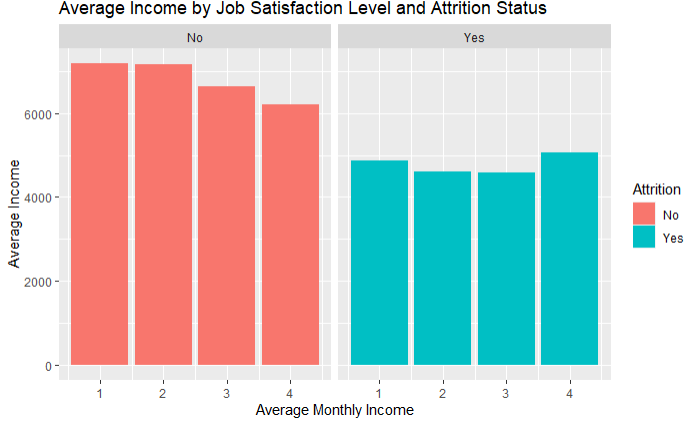 Average Income by Job Satisfaction Level and Attrition Status
No
Yes
6000
4000
2000
0
Average Income
1 2 3 4
1 2 3 4
Average Monthly Income
Attrition
No
Yes